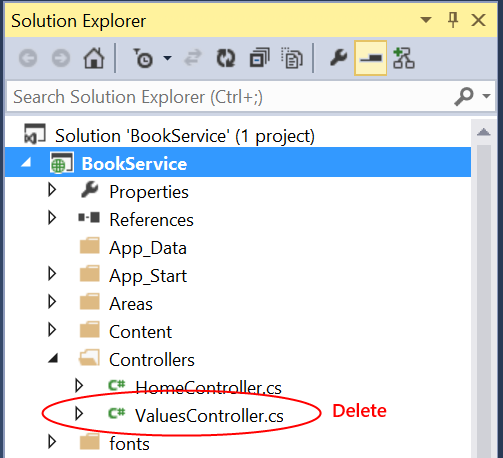 Solution Explorer
Search Solution Explorer (Ctrl+;)
Solution 'BookService' (1 project)
BookService
Properties
References
App_Data
App_Start
Areas
Content
Controllers
C# HomeController.cs
C# ValuesController.cs Delete
fonts